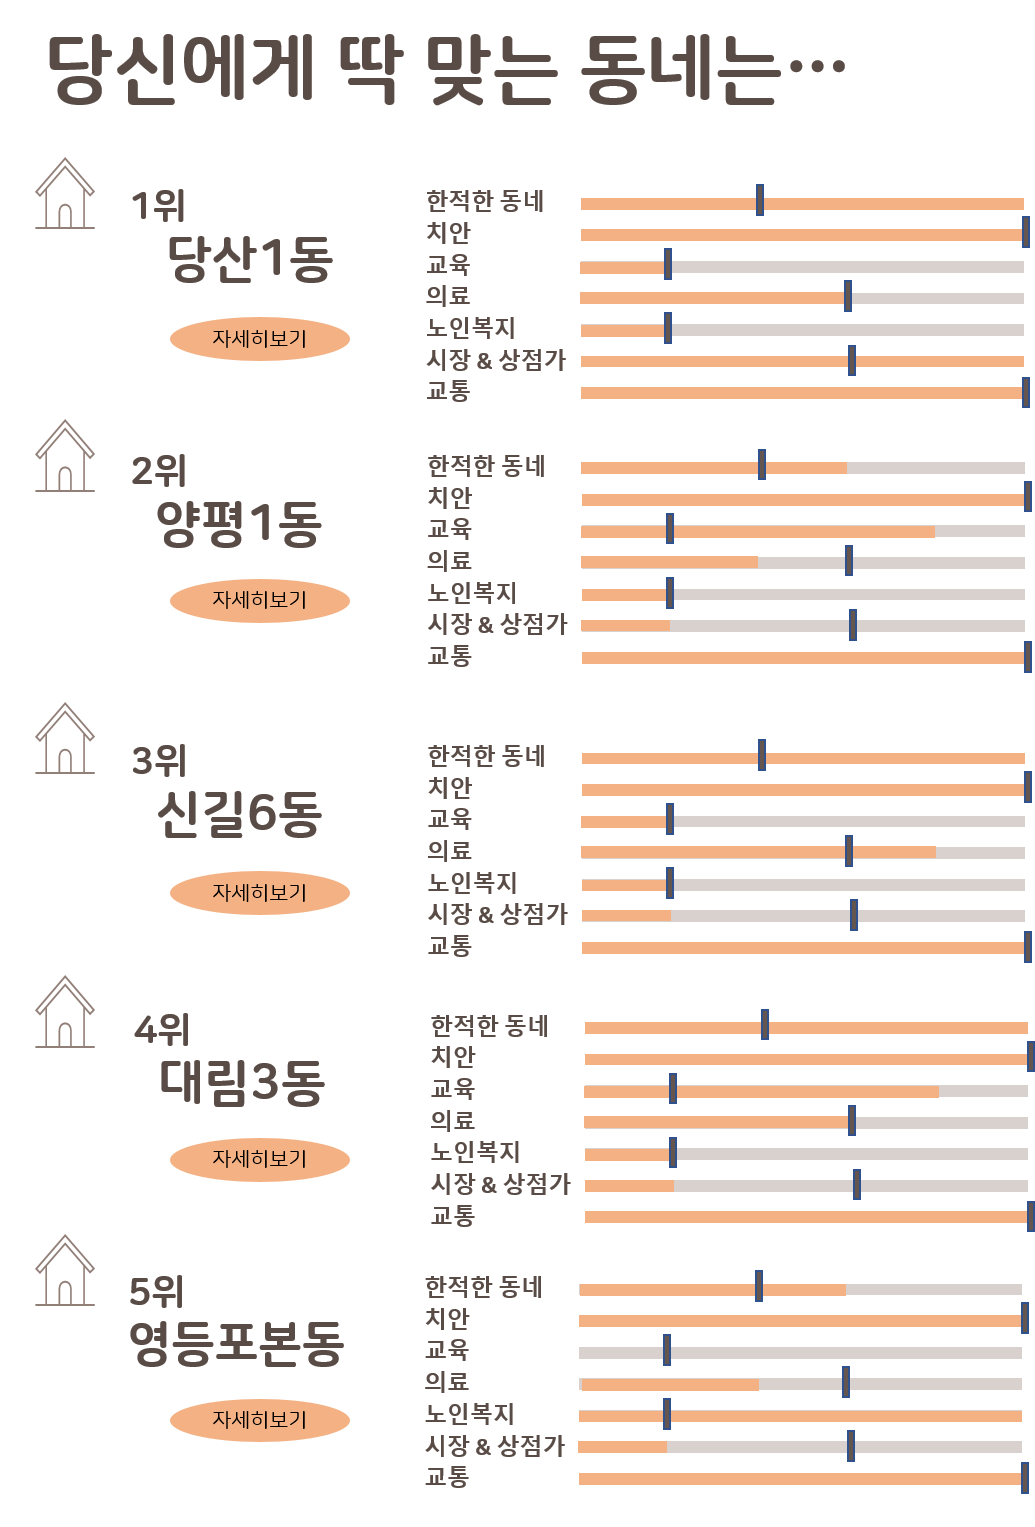 당신에게 딱 맞는 동네는…
1위
당산1동
자세히보기
한적한 동네
치안
교육
의료
노인복지
시장 & 상점가
교통
2위
양평1동
자세히보기
한적한 동네
치안
교육
의료
노인복지
시장 & 상점가
교통
3위
신길6동
자세히보기
한적한 동네
치안
교육
의료
노인복지
시장 & 상점가
교통
4위
대림3동
자세히보기
한적한 동네
치안
교육
의료
노인복지
시장 & 상점가
교통
5위
영등포본동
자세히보기
한적한 동네
치안
교육
의료
노인복지
시장 & 상점가
교통